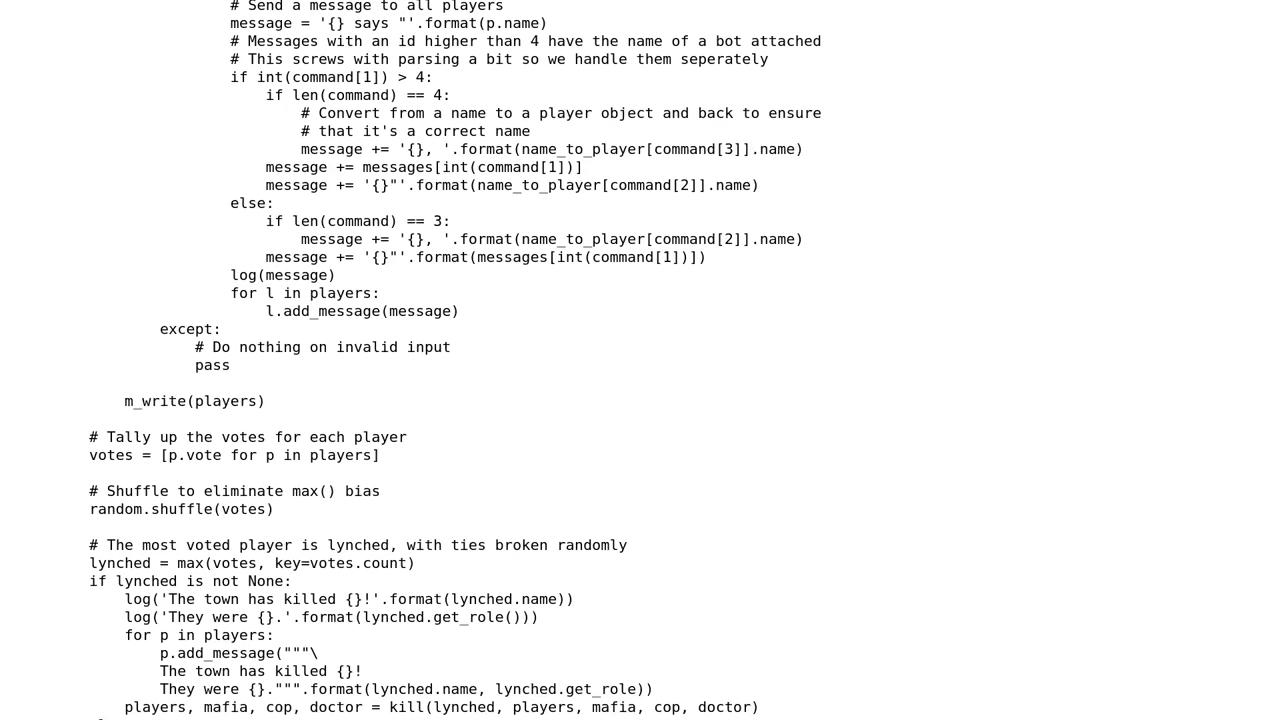 # Send a message to all players
message = '{} says "'.format(p.name)
# Messages with an id higher than 4 have the name of a bot attached
# This screws with parsing a bit so we handle them seperately
if int(command[1]) > 4:
if len(command) == 4:
# Convert from a name to a player object and back to ensure
# that it's a correct name
message += '{}, '.format(name_to_player[command[3]].name)
message += messages[int(command[1])]
message += '{}"'.format(name_to_player[command[2]].name)
else:
if len(command) == 3:
message += '{}, '.format(name_to_player[command[2]].name)
message += '{}"'.format(messages[int(command[1])])
log(message)
for l in players:
l.add_message(message)
except:
# Do nothing on invalid input
pass
m_write(players)
# Tally up the votes for each player
votes = [p.vote for p in players]
# Shuffle to eliminate max() bias
random.shuffle(votes)
# The most voted player is lynched, with ties broken randomly
lynched = max(votes, key=votes.count)
if lynched is not None:
log('The town has killed {}!'.format(lynched.name))
log('They were {}.'.format(lynched.get_role()))
for p in players:
p.add_message("""\
The town has killed {}!
They were {}.""".format(lynched.name, lynched.get_role))
players, mafia, cop, doctor = kill(lynched, players, mafia, cop, doctor)